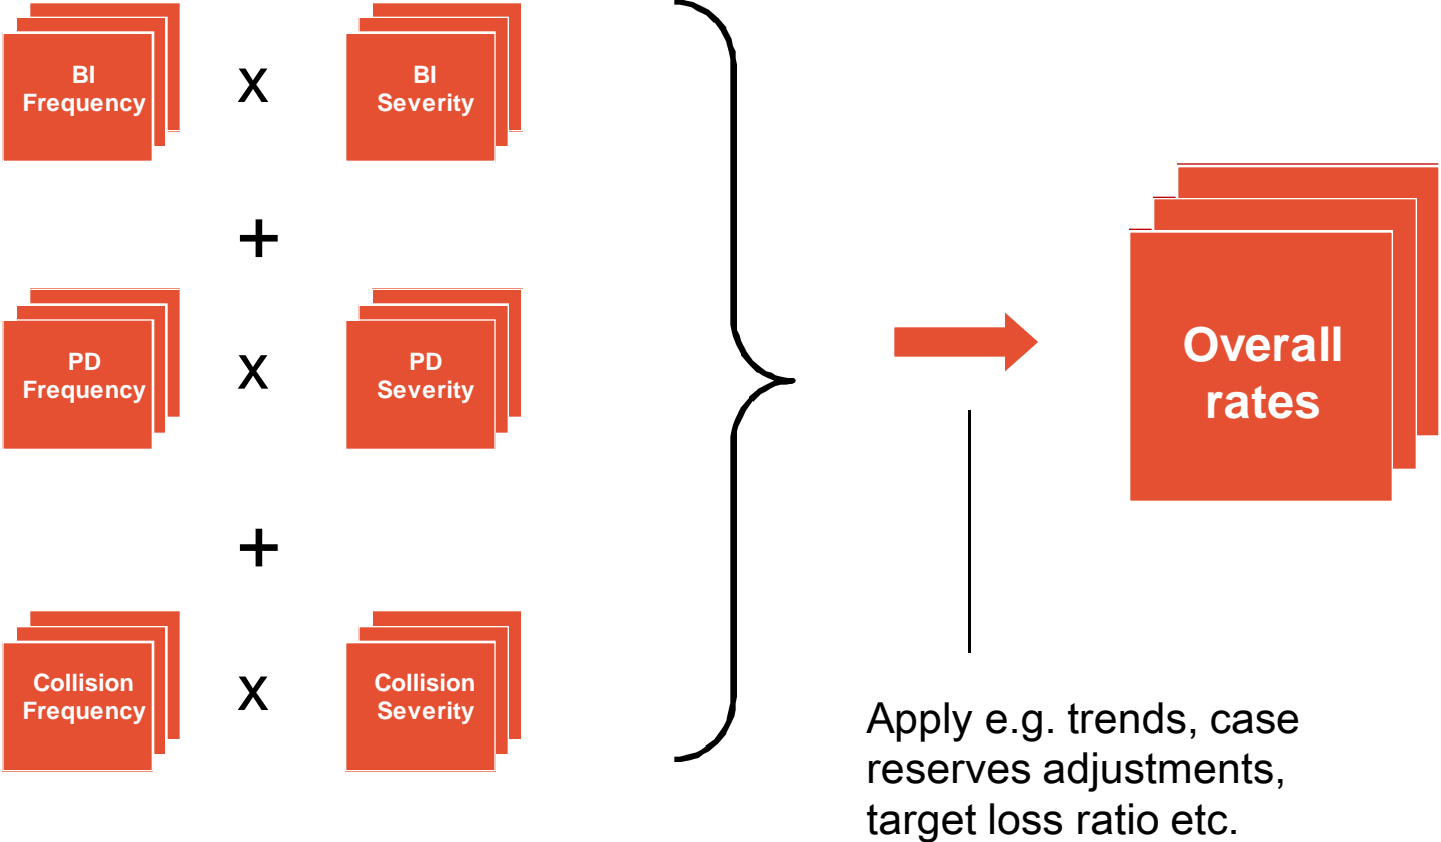 BI
Frequency
x
BI
Severity
+
PD
Frequency
x
PD
Severity
+
Collision
Frequency
x
Collision
Severity
Overall
rates
Apply e.g. trends, case
reserves adjustments,
target loss ratio etc.